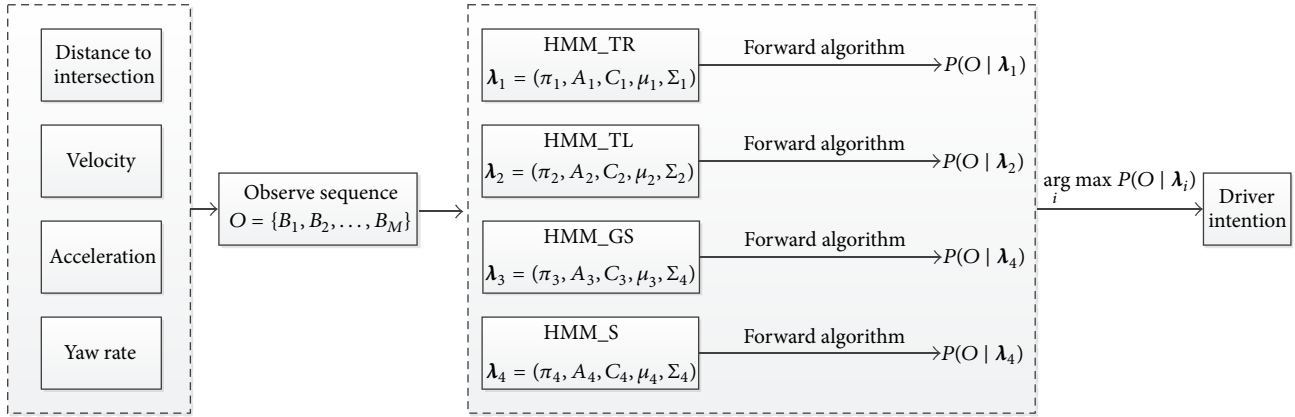 Distance to
intersection
Velocity
Acceleration
Yaw rate
Observe sequence
O = {B₁, B₂, . . . , B_M}
HMM_TR
λ₁ = (π₁, A₁, C₁, μ₁, Σ₁)
Forward algorithm
P(O | λ₁)
HMM_TL
λ₂ = (π₂, A₂, C₂, μ₂, Σ₂)
Forward algorithm
P(O | λ₂)
HMM_GS
λ₃ = (π₃, A₃, C₃, μ₃, Σ₄)
Forward algorithm
P(O | λ₄)
HMM_S
λ₄ = (π₄, A₄, C₄, μ₄, Σ₄)
Forward algorithm
P(O | λ₄)
arg max P(O | λᵢ)
i
Driver
intention